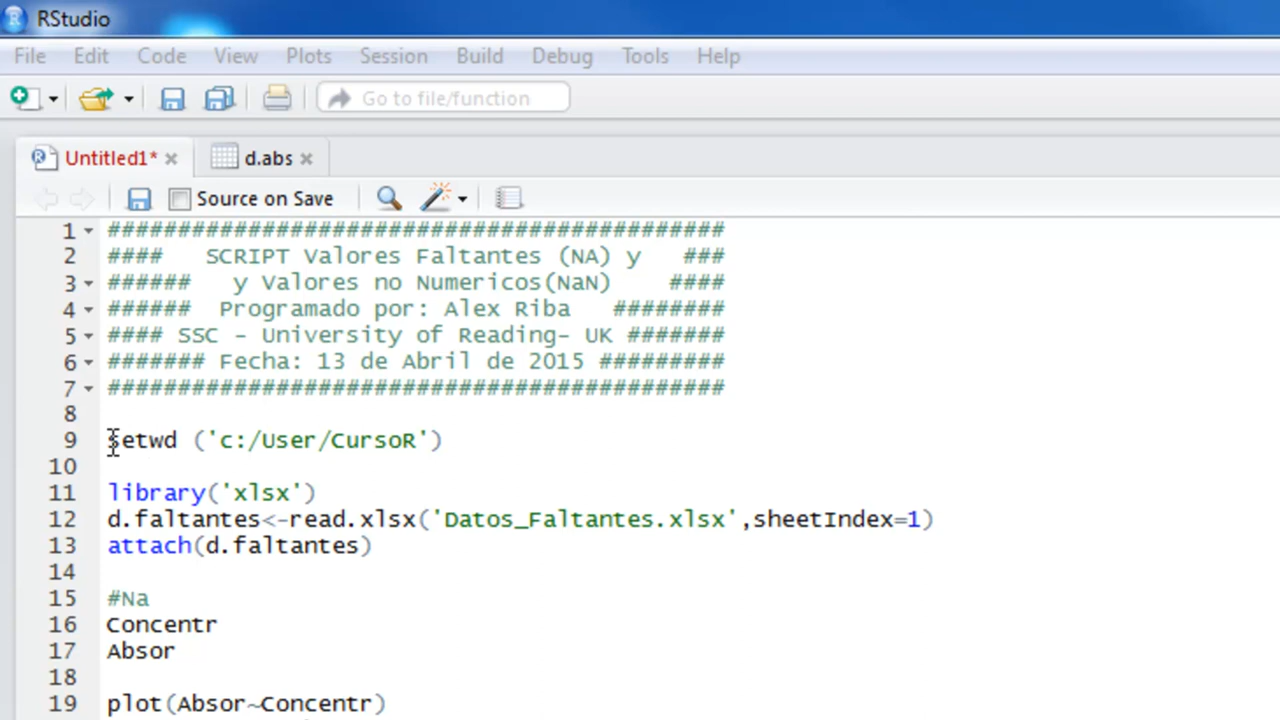 RStudio
File Edit Code View Plots Session Build Debug Tools Help
Go to file/function
Untitled1* d.abs
Source on Save
1 ############################################
2 #### SCRIPT Valores Faltantes (NA) y ###
3 ###### y Valores no Numericos(NaN) ####
4 ###### Programado por: Alex Riba ########
5 #### SSC - University of Reading- UK #######
6 ####### Fecha: 13 de Abril de 2015 #########
7 ############################################
8
9 setwd ('c:/User/CursoR')
10
11 library('xlsx')
12 d.faltantes<-read.xlsx('Datos_Faltantes.xlsx',sheetIndex=1)
13 attach(d.faltantes)
14
15 #Na
16 Concentr
17 Absor
18
19 plot(Absor~Concentr)